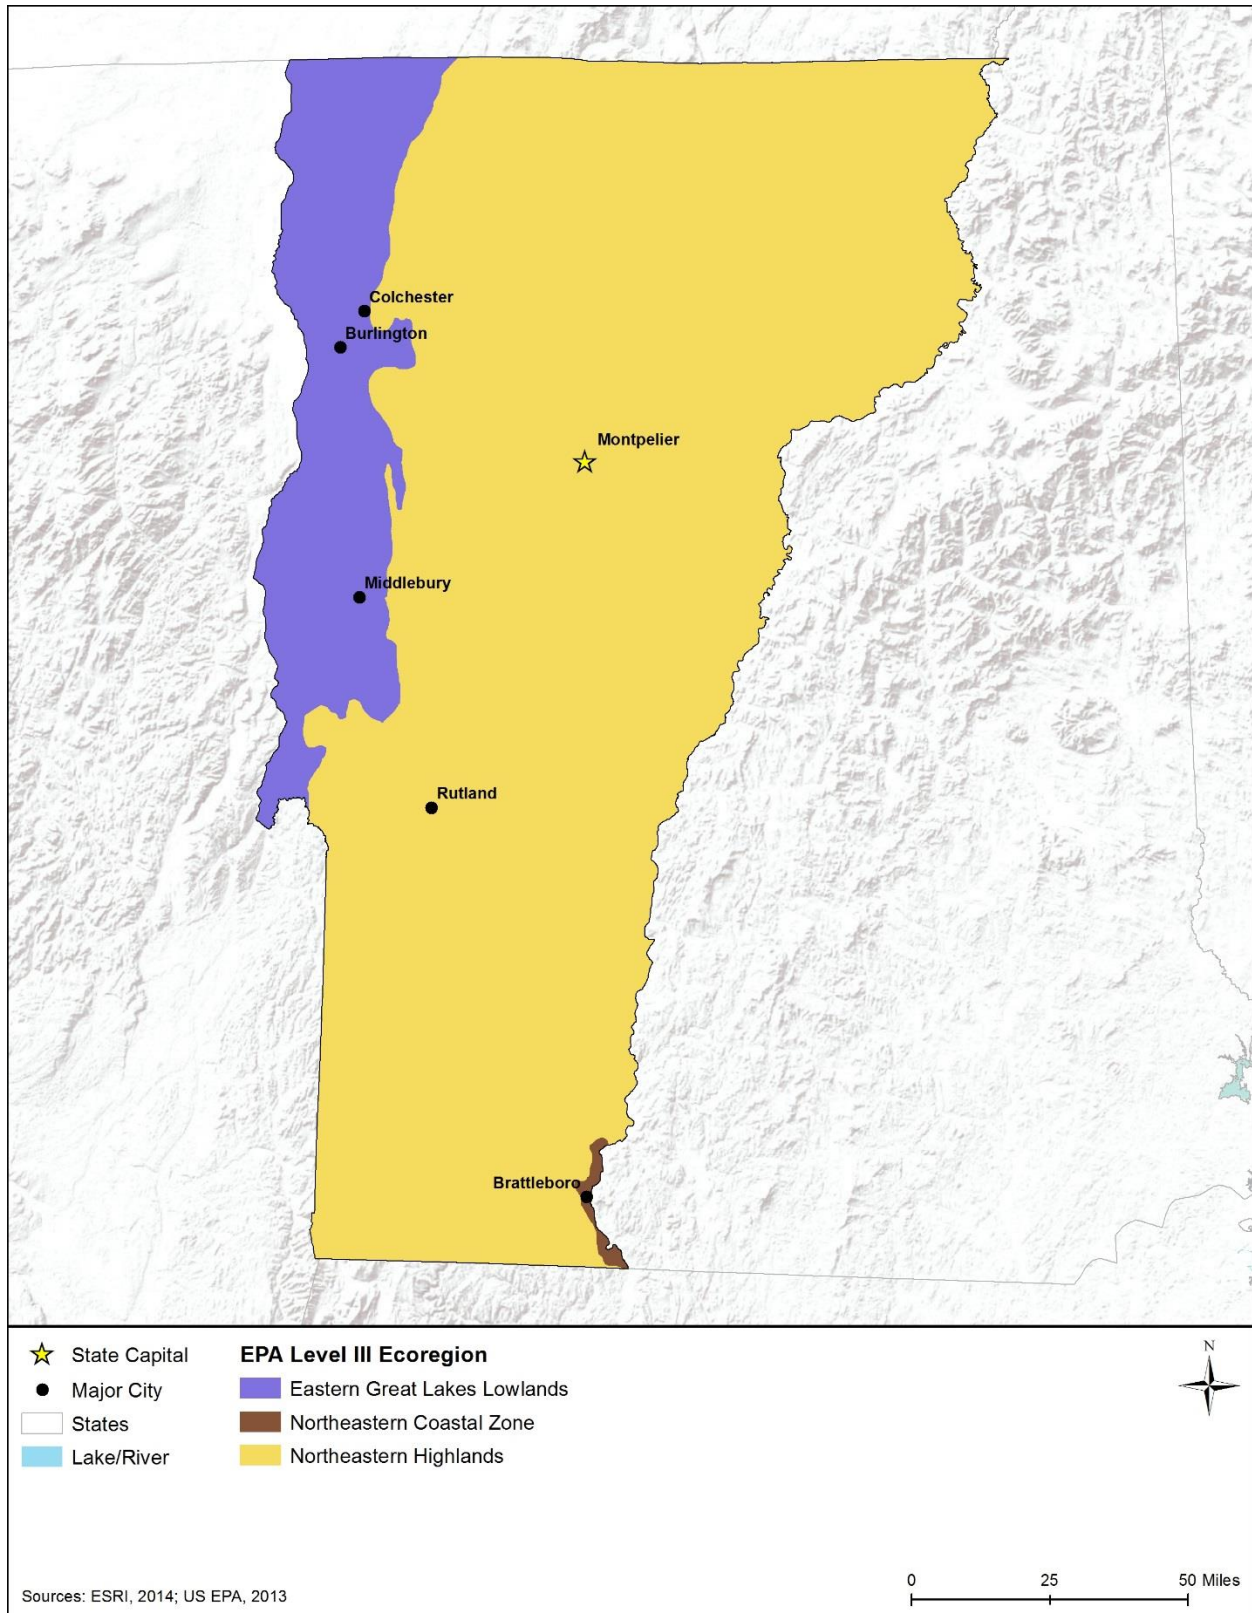 Colchester
Burlington
Montpelier
Middlebury
Rutland
Brattleboro
State Capital
Major City
States
Lake/River
EPA Level III Ecoregion
Eastern Great Lakes Lowlands
Northeastern Coastal Zone
Northeastern Highlands
N
Sources: ESRI, 2014; US EPA, 2013
0 25 50 Miles